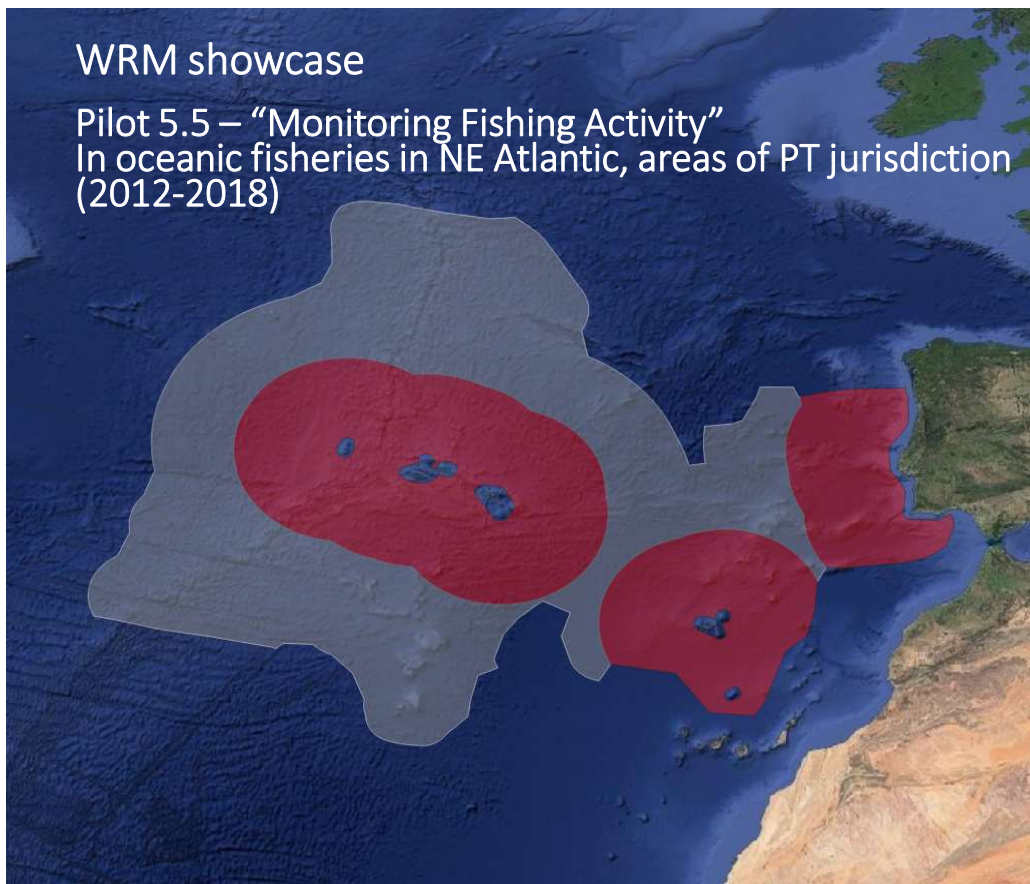 WRM showcase
Pilot 5.5 – “Monitoring Fishing Activity”
In oceanic fisheries in NE Atlantic, areas of PT jurisdiction
(2012-2018)